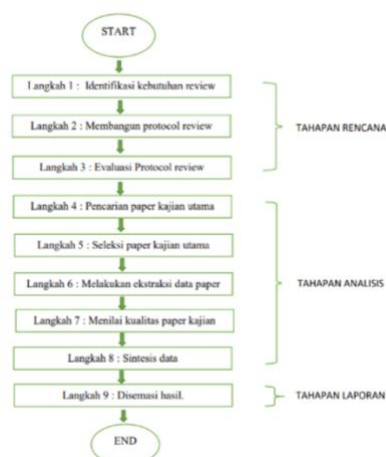 START
Langkah 1 : Identifikasi kebutuhan review
Langkah 2 : Membangun protocol review
Langkah 3 : Evaluasi Protocol review
TAHAPAN RENCANA
Langkah 4 : Pencarian paper kajian utama
Langkah 5 : Seleksi paper kajian utama
Langkah 6 : Melakukan ekstraksi data paper
Langkah 7 : Menilai kualitas paper kajian
Langkah 8 : Sintesis data
TAHAPAN ANALISIS
Langkah 9 : Disemasi hasil.
TAHAPAN LAPORAN
END